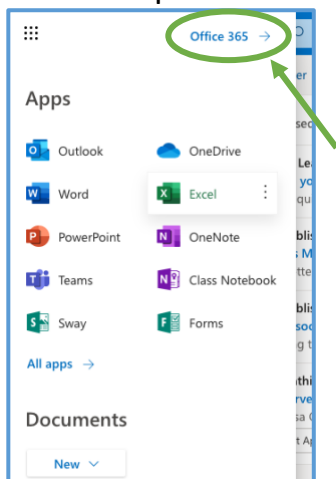 Office 365 →
Apps
Outlook OneDrive
Word Excel
PowerPoint OneNote
Teams Class Notebook
Sway Forms
All apps →
Documents
New